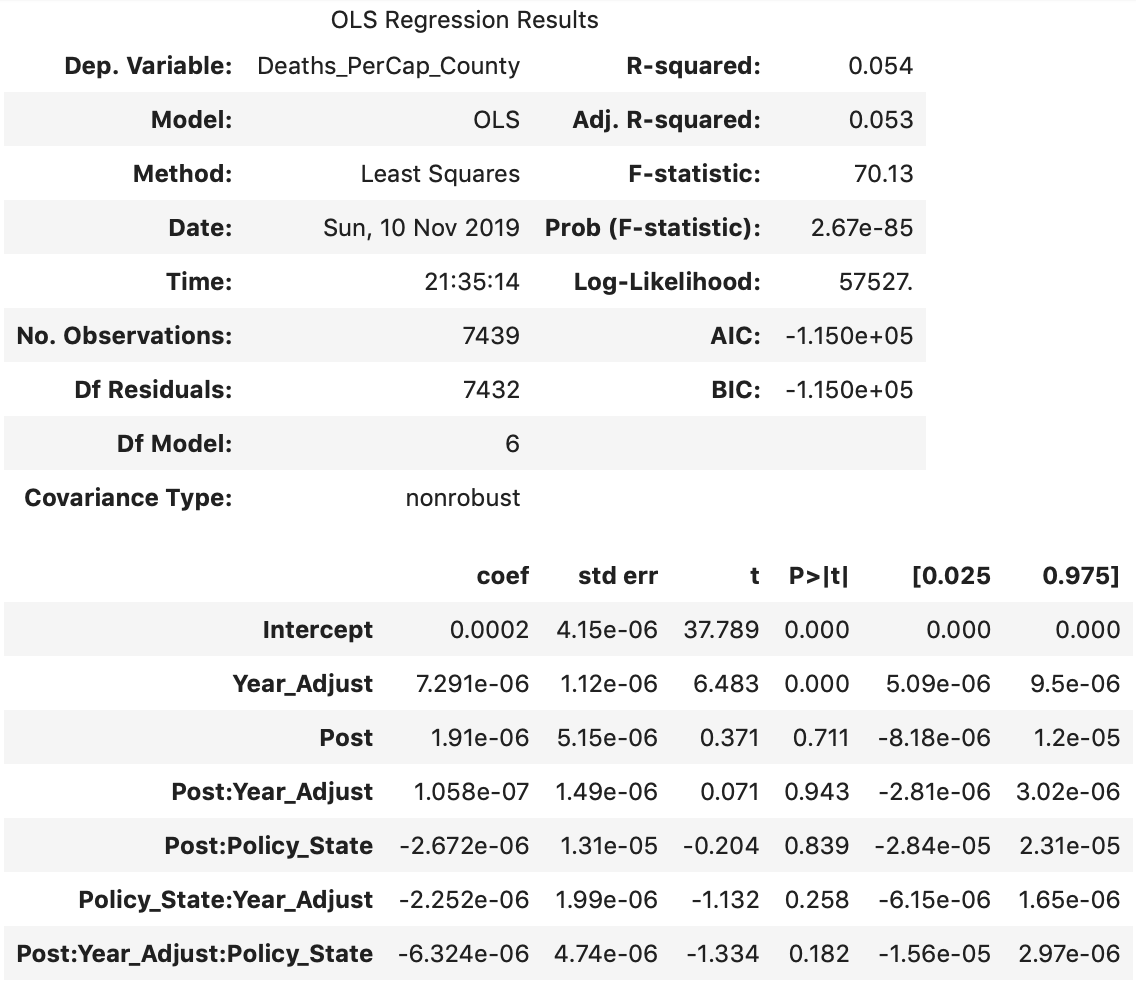 OLS Regression Results
Dep. Variable: Deaths_PerCap_County R-squared: 0.054
Model: OLS Adj. R-squared: 0.053
Method: Least Squares F-statistic: 70.13
Date: Sun, 10 Nov 2019 Prob (F-statistic): 2.67e-85
Time: 21:35:14 Log-Likelihood: 57527.
No. Observations: 7439 AIC: -1.150e+05
Df Residuals: 7432 BIC: -1.150e+05
Df Model: 6
Covariance Type: nonrobust
coef std err t P>|t| [0.025 0.975]
Intercept 0.0002 4.15e-06 37.789 0.000 0.000 0.000
Year_Adjust 7.291e-06 1.12e-06 6.483 0.000 5.09e-06 9.5e-06
Post 1.91e-06 5.15e-06 0.371 0.711 -8.18e-06 1.2e-05
Post:Year_Adjust 1.058e-07 1.49e-06 0.071 0.943 -2.81e-06 3.02e-06
Post:Policy_State -2.672e-06 1.31e-05 -0.204 0.839 -2.84e-05 2.31e-05
Policy_State:Year_Adjust -2.252e-06 1.99e-06 -1.132 0.258 -6.15e-06 1.65e-06
Post:Year_Adjust:Policy_State -6.324e-06 4.74e-06 -1.334 0.182 -1.56e-05 2.97e-06